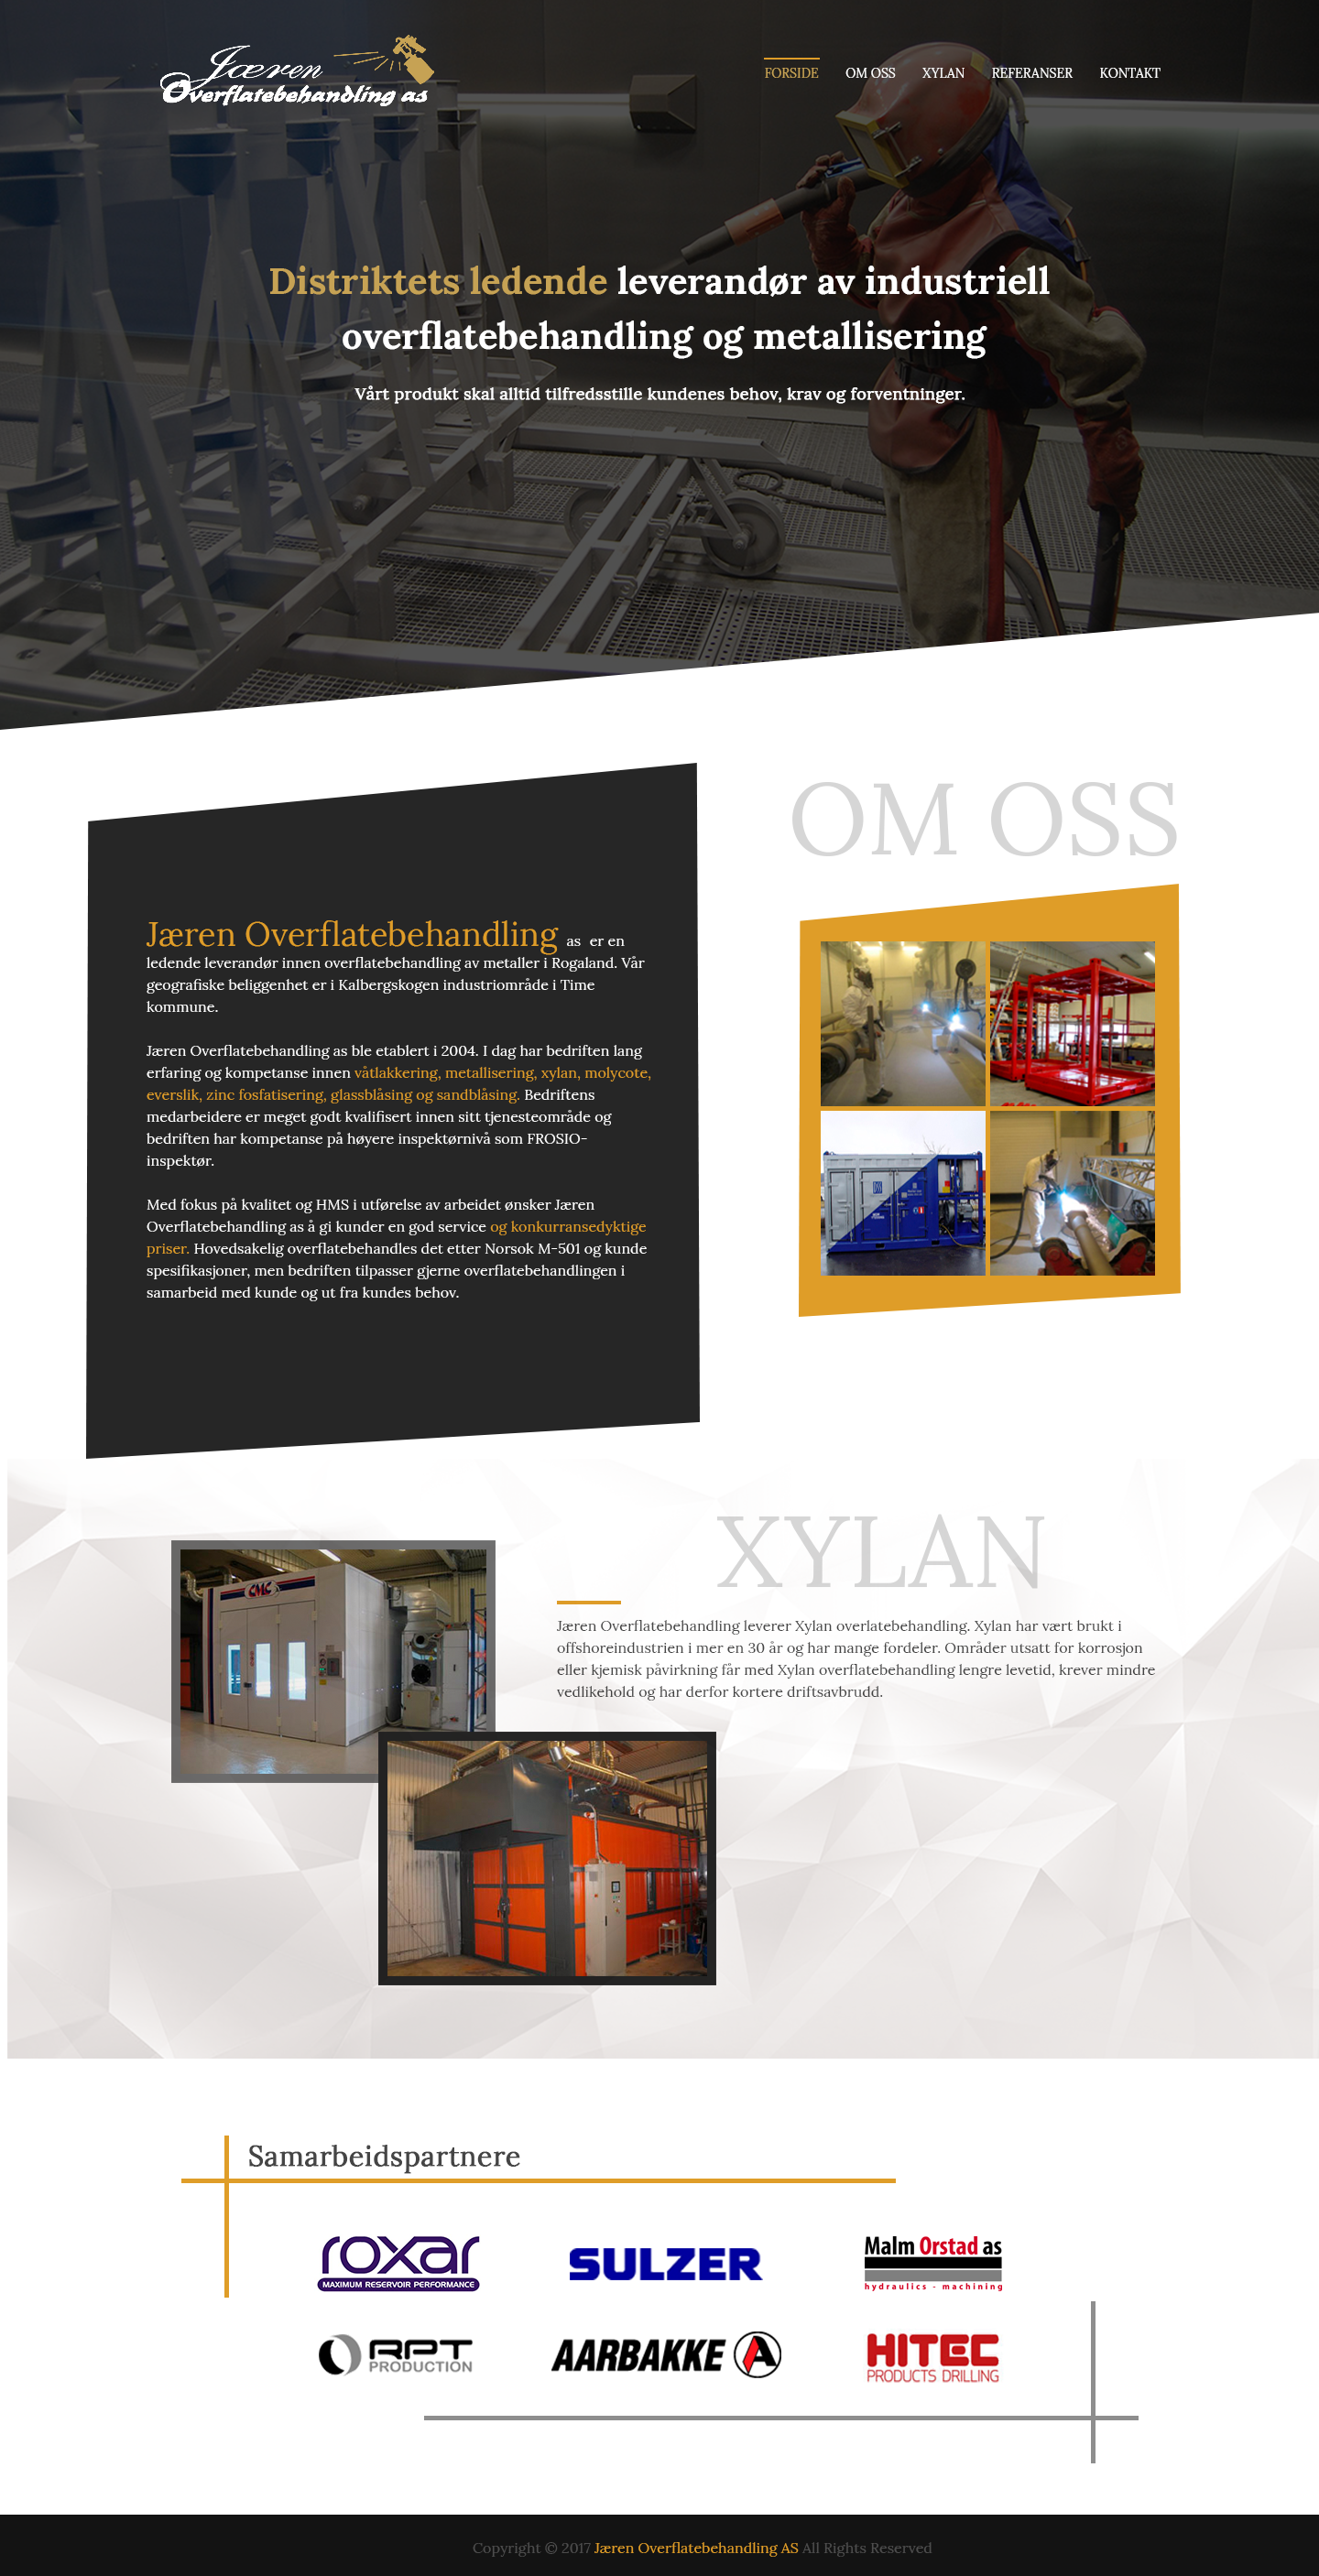 Jæren
Overflatebehandling as
FORSIDE OM OSS XYLAN REFERANSER KONTAKT
Distriktets ledende leverandør av industriell
overflatebehandling og metallisering
Vårt produkt skal alltid tilfredsstille kundenes behov, krav og forventninger.
OM OSS
Jæren Overflatebehandling as er en
ledende leverandør innen overflatebehandling av metaller i Rogaland. Vår
geografiske beliggenhet er i Kalbergskogen industriområde i Time
kommune.
Jæren Overflatebehandling as ble etablert i 2004. I dag har bedriften lang
erfaring og kompetanse innen våtlakkering, metallisering, xylan, molycote,
everslik, zinc fosfatisering, glassblåsing og sandblåsing. Bedriftens
medarbeidere er meget godt kvalifisert innen sitt tjenesteområde og
bedriften har kompetanse på høyere inspektørnivå som FROSIO-
inspektør.
Med fokus på kvalitet og HMS i utførelse av arbeidet ønsker Jæren
Overflatebehandling as å gi kunder en god service og konkurransedyktige
priser. Hovedsakelig overflatebehandles det etter Norsok M-501 og kunde
spesifikasjoner, men bedriften tilpasser gjerne overflatebehandlingen i
samarbeid med kunde og ut fra kundes behov.
XYLAN
Jæren Overflatebehandling leverer Xylan overlatebehandling. Xylan har vært brukt i
offshoreindustrien i mer en 30 år og har mange fordeler. Områder utsatt for korrosjon
eller kjemisk påvirkning får med Xylan overflatebehandling lengre levetid, krever mindre
vedlikehold og har derfor kortere driftsavbrudd.
Samarbeidspartnere
roxar
MAXIMUM RESERVOIR PERFORMANCE
SULZER
Malm Orstad as
hydraulics - machining
RPT
PRODUCTION
AARBAKKE A
HITEC
PRODUCTS DRILLING
Copyright © 2017 Jæren Overflatebehandling AS All Rights Reserved